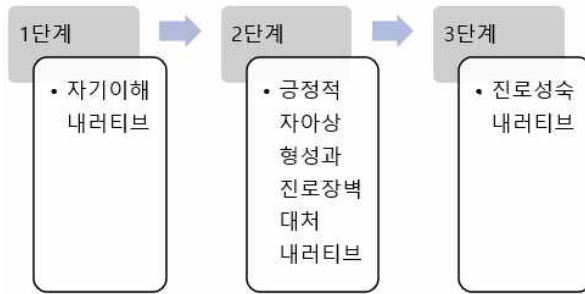 1단계
• 자기이해
내러티브
2단계
• 긍정적
자아상
형성과
진로장벽
대처
내러티브
3단계
• 진로성숙
내러티브